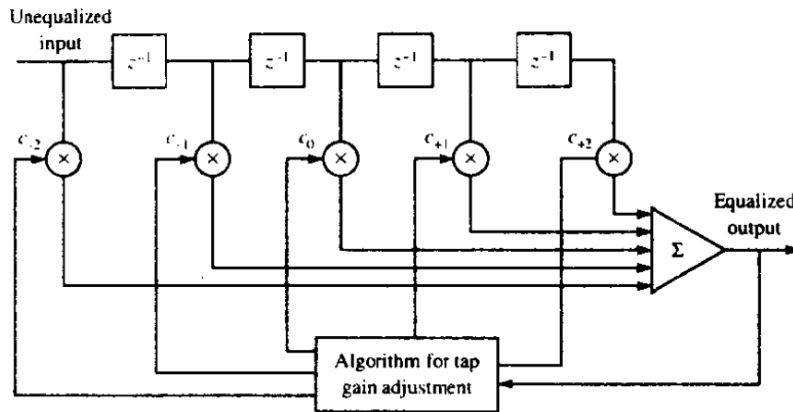 Unequalized
input
z⁻¹
z⁻¹
z⁻¹
z⁻¹
c₋₂
c₋₁
c₀
c₊₁
c₊₂
×
×
×
×
×
Equalized
output
Σ
Algorithm for tap
gain adjustment